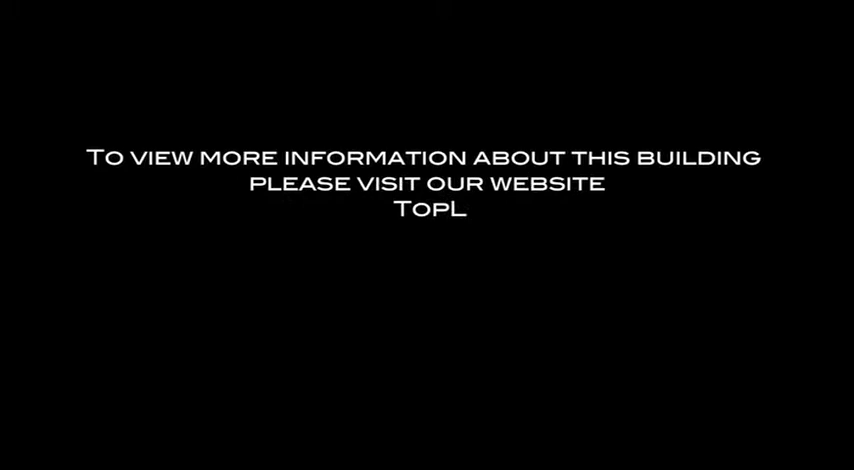 To view more information about this building
please visit our website
TopL